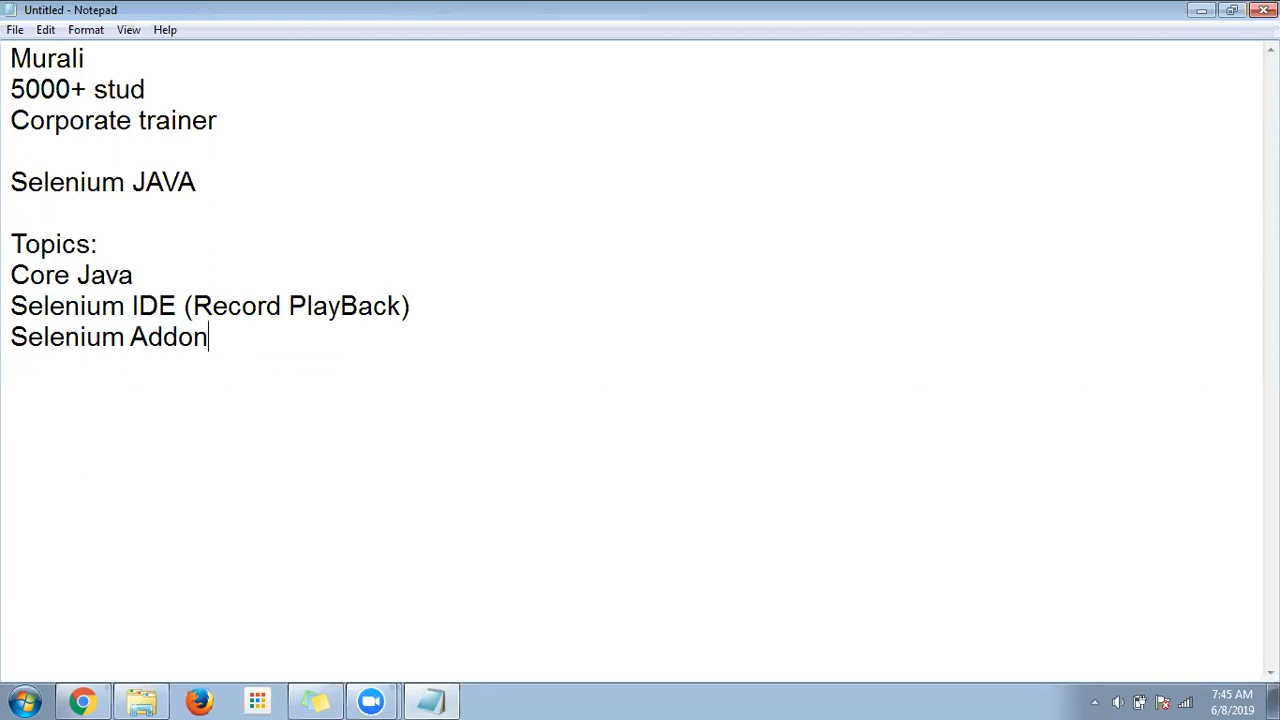 Untitled - Notepad
File Edit Format View Help
Murali
5000+ stud
Corporate trainer
Selenium JAVA
Topics:
Core Java
Selenium IDE (Record PlayBack)
Selenium Addon
7:45 AM
6/8/2019